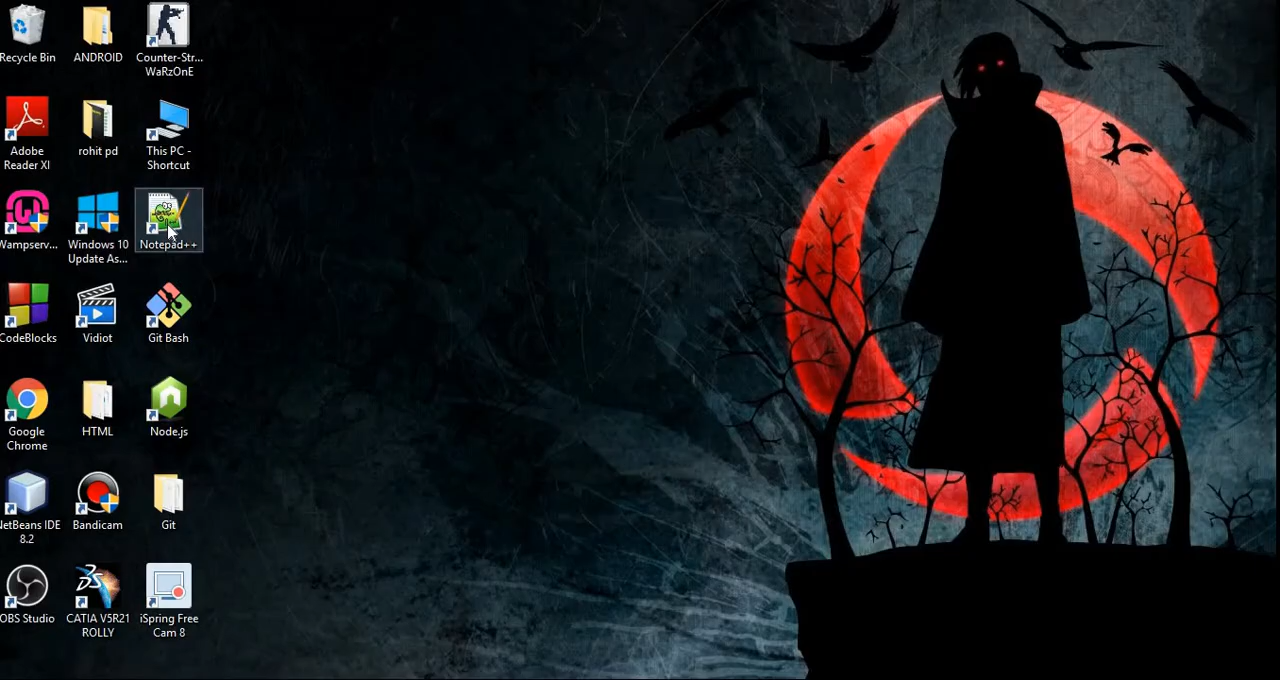 Recycle Bin
ANDROID
Counter-Str...
WaRzOnE
Adobe
Reader XI
rohit pd
This PC -
Shortcut
Wampserv...
Windows 10
Update As...
Notepad++
CodeBlocks
Vidiot
Git Bash
Google
Chrome
HTML
Node.js
NetBeans IDE
8.2
Bandicam
Git
OBS Studio
CATIA V5R21
ROLLY
iSpring Free
Cam 8